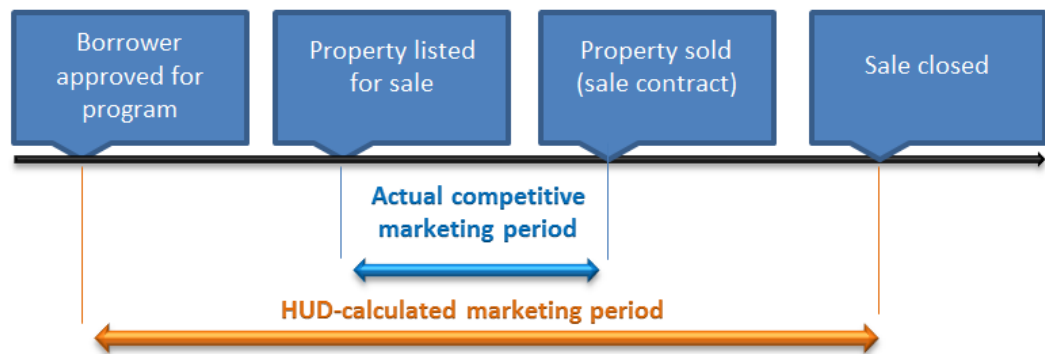 Borrower
approved for
program
Property listed
for sale
Property sold
(sale contract)
Sale closed
Actual competitive
marketing period
HUD-calculated marketing period